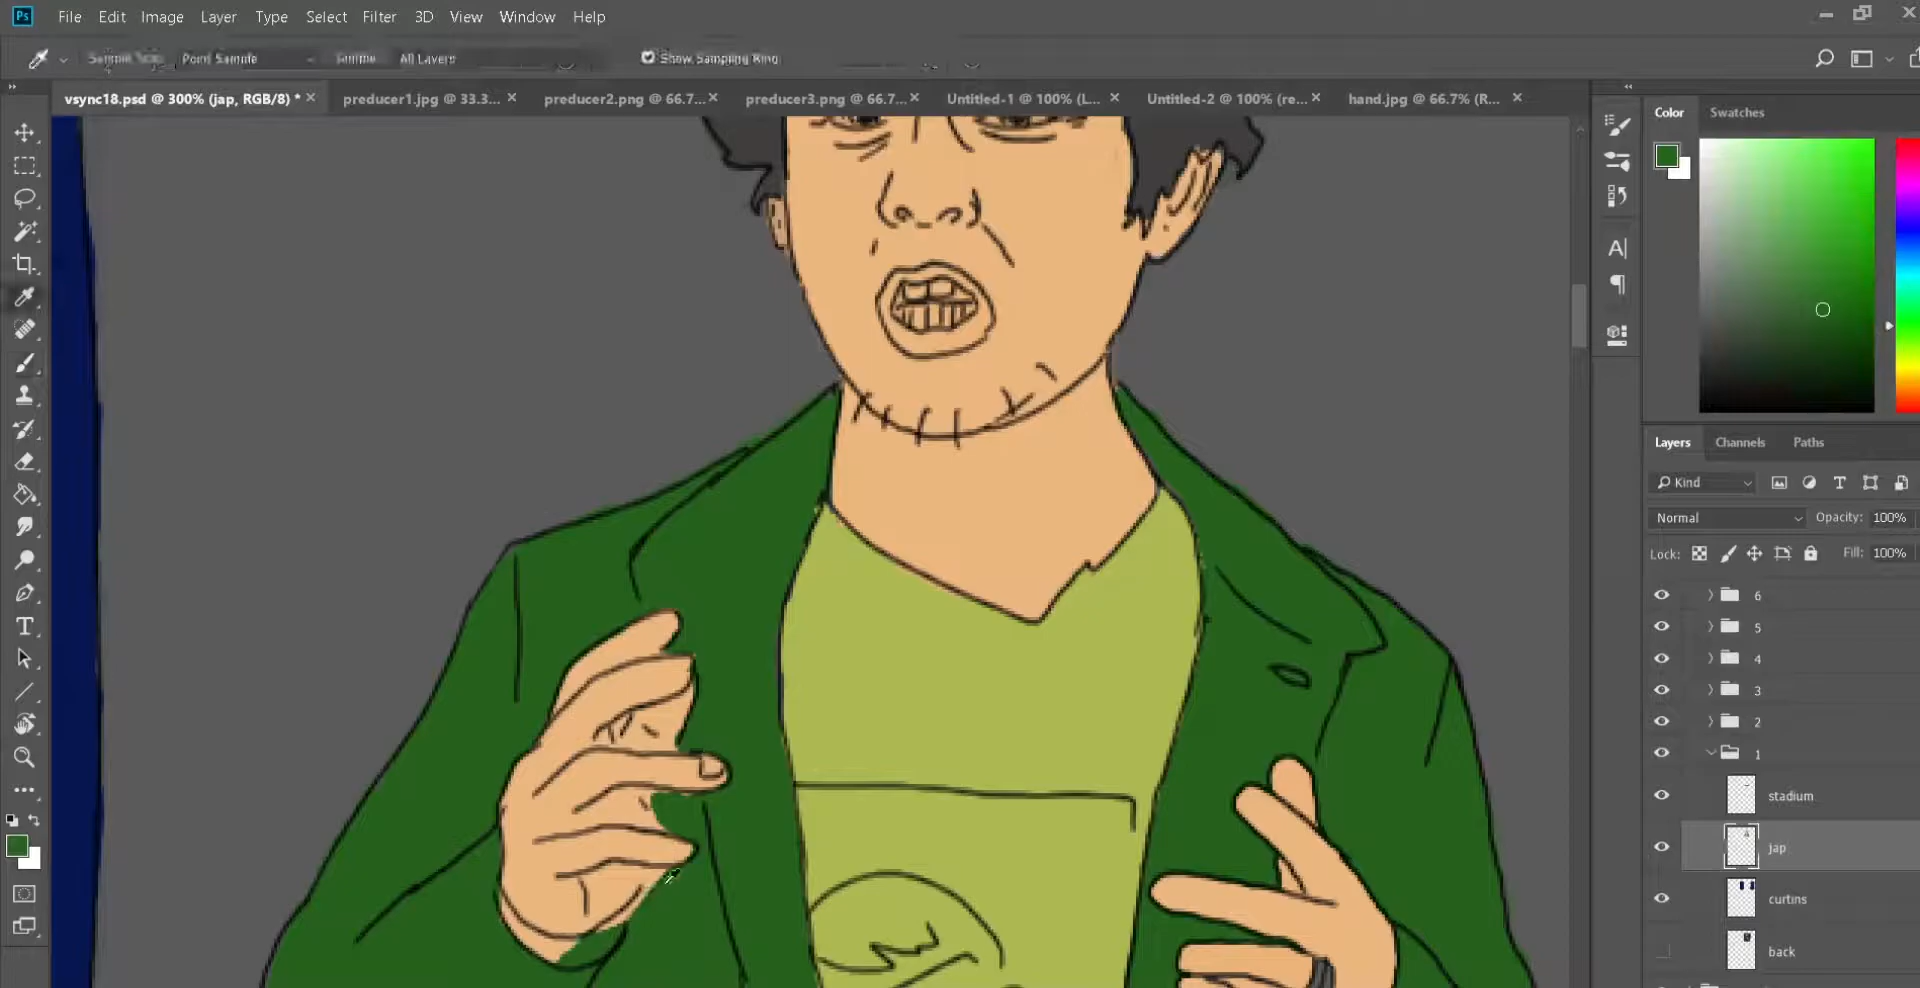 Ps File Edit Image Layer Type Select Filter 3D View Window Help
Point Sample All Layers Show Sampling Ring
vsync18.psd @ 300% (jap, RGB/8) * × preducer1.jpg @ 33.3... × preducer2.png @ 66.7... × preducer3.png @ 66.7... × Untitled-1 @ 100% (L... × Untitled-2 @ 100% (re... × hand.jpg @ 66.7% (R... ×
Color Swatches
Layers Channels Paths
Kind
Normal Opacity: 100%
Lock: Fill: 100%
6
5
4
3
2
1
stadium
jap
curtins
back